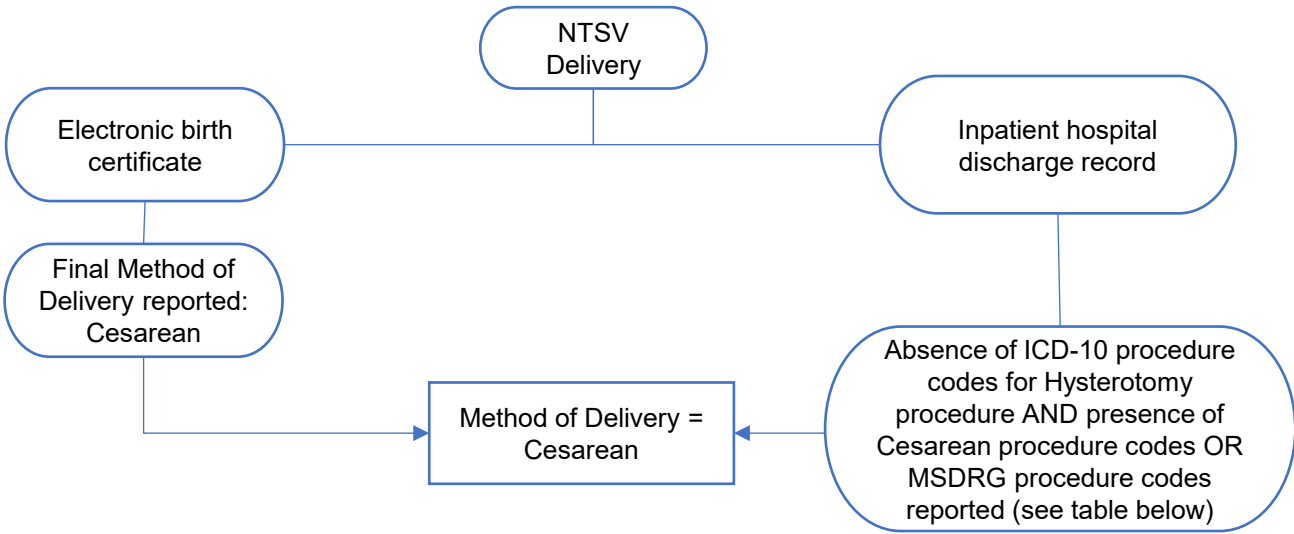 NTSV
Delivery
Electronic birth
certificate
Inpatient hospital
discharge record
Final Method of
Delivery reported:
Cesarean
Method of Delivery =
Cesarean
Absence of ICD-10 procedure
codes for Hysterotomy
procedure AND presence of
Cesarean procedure codes OR
MSDRG procedure codes
reported (see table below)